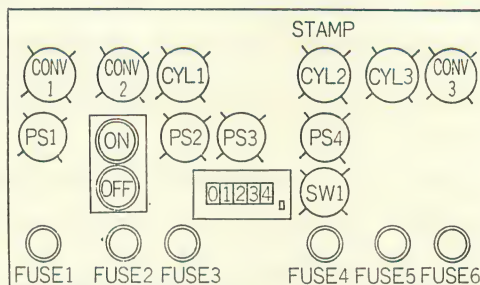 STAMP
CONV 1
CONV 2
CYL1
CYL2
CYL3
CONV 3
PS1
ON
PS2
PS3
PS4
OFF
01234
SW1
FUSE1 FUSE2 FUSE3 FUSE4 FUSE5 FUSE6